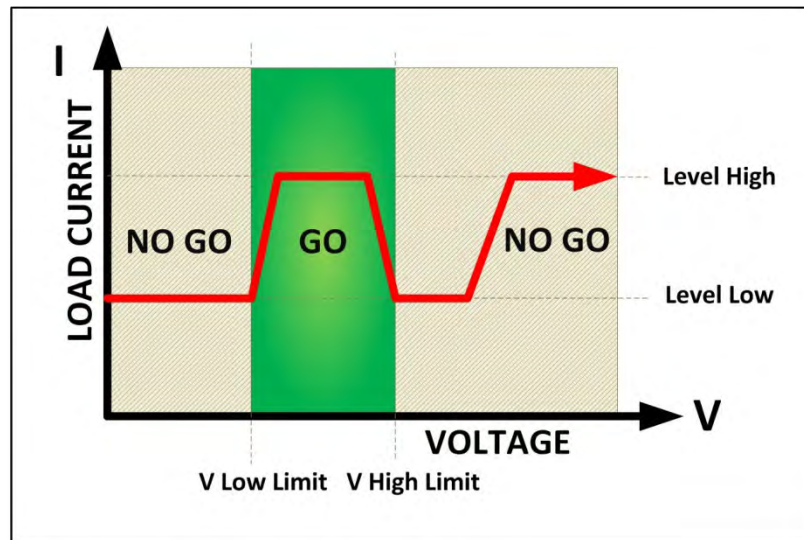 I
LOAD CURRENT
NO GO
GO
NO GO
Level High
Level Low
V
VOLTAGE
V Low Limit
V High Limit